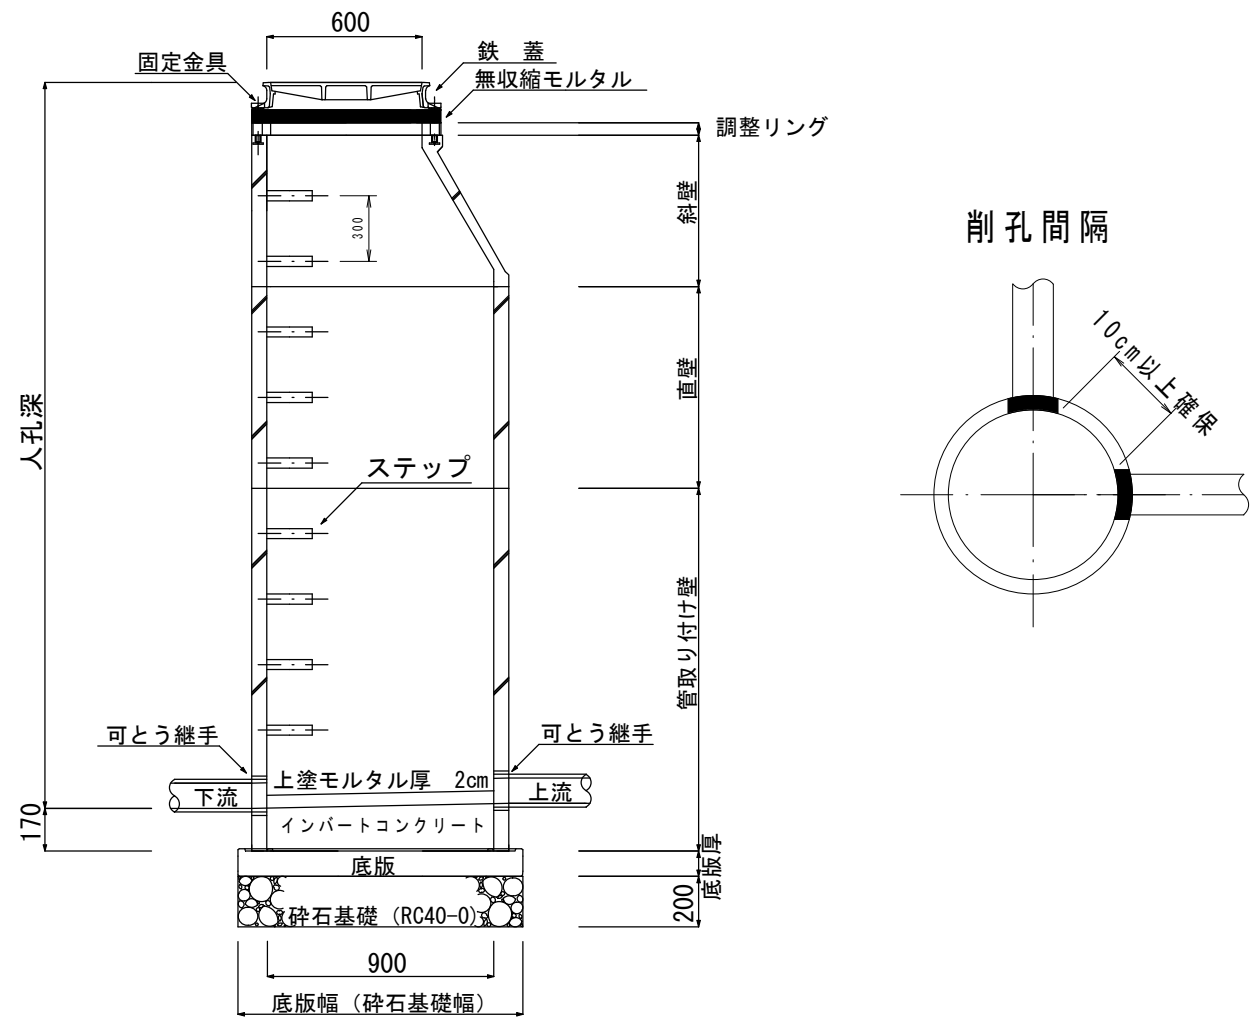 600
固定金具
鉄　蓋
無収縮モルタル
調整リング
斜壁
300
削孔間隔
10cm以上確保
直壁
人孔深
ステップ
管取り付け壁
可とう継手
可とう継手
上塗モルタル厚　2cm
下流
上流
170
インバートコンクリート
底版
底版厚
200
砕石基礎（RC40-0）
900
底版幅（砕石基礎幅）